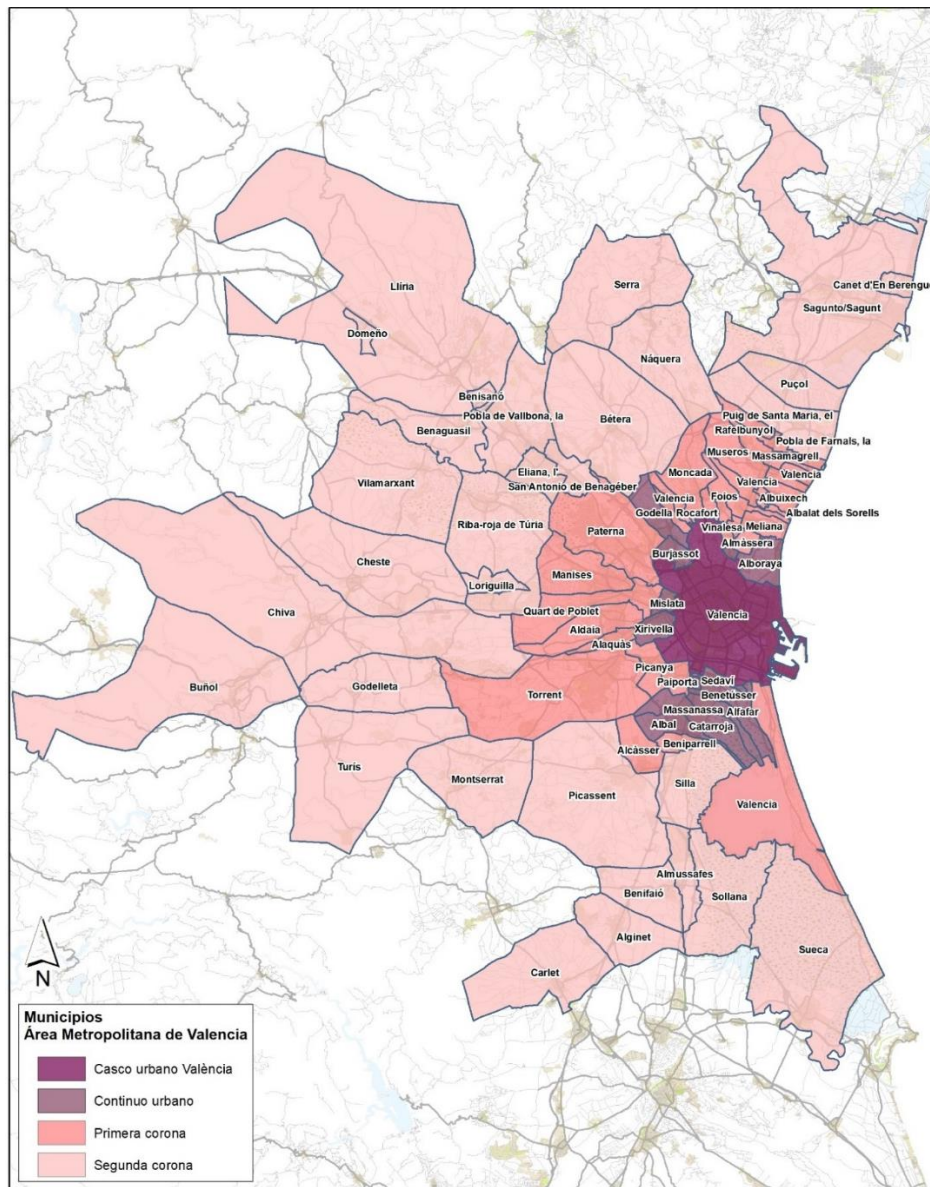 Llíria
Serra
Canet d'En Berengue
Sagunto/Sagunt
Domeño
Náquera
Puçol
Benisanó
Pobla de Vallbona, la
Bétera
Puig de Santa Maria, el
Rafelbunyol
Benaguasil
Pobla de Farnals, la
Museros
Massamagrell
Eliana, l'
Moncada
Valencia
San Antonio de Benagéber
Valencia
Vilamarxant
Valencia
Foios
Albuixech
Godella
Rocafort
Albalat dels Sorells
Riba-roja de Túria
Paterna
Vinalesa
Meliana
Almàssera
Burjassot
Alboraya
Cheste
Manises
Loriguilla
Mislata
Chiva
Quart de Poblet
València
Aldaia
Xirivella
Alaquàs
Buñol
Godelleta
Picanya
Torrent
Paiporta
Sedaví
Benetússer
Massanassa
Alfafar
Albal
Catarroja
Alcàsser
Beniparrell
Turís
Montserrat
Silla
Picassent
Valencia
Almussafes
Benifaió
Sollana
Alginet
Sueca
Carlet
N
Municipios
Área Metropolitana de Valencia
Casco urbano València
Continuo urbano
Primera corona
Segunda corona